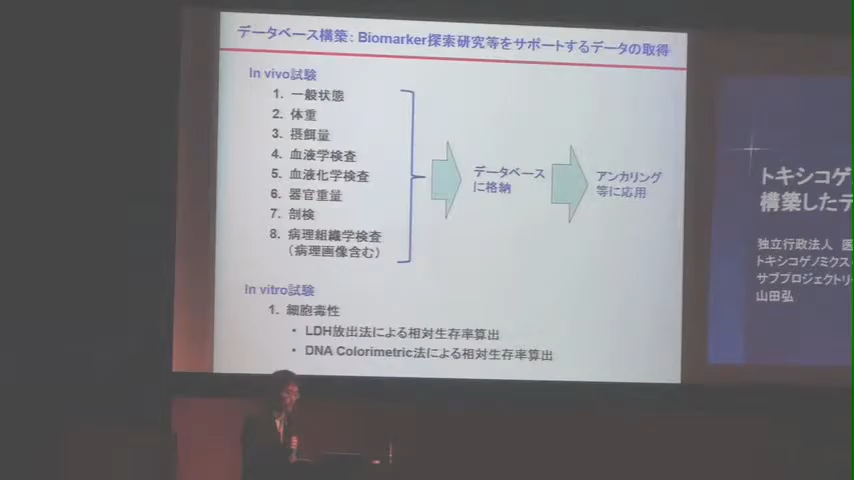 データベース構築：Biomarker探索研究等をサポートするデータの取得
In vivo試験
1. 一般状態
2. 体重
3. 摂餌量
4. 血液学検査
5. 血液化学検査
6. 器官重量
7. 剖検
8. 病理組織学検査
（病理画像含む）
データベース
に格納
アンカリング
等に応用
In vitro試験
1. 細胞毒性
• LDH放出法による相対生存率算出
• DNA Colorimetric法による相対生存率算出
トキシコゲ
構築したデ
独立行政法人 医
トキシコゲノミクス
サブプロジェクトリ
山田弘